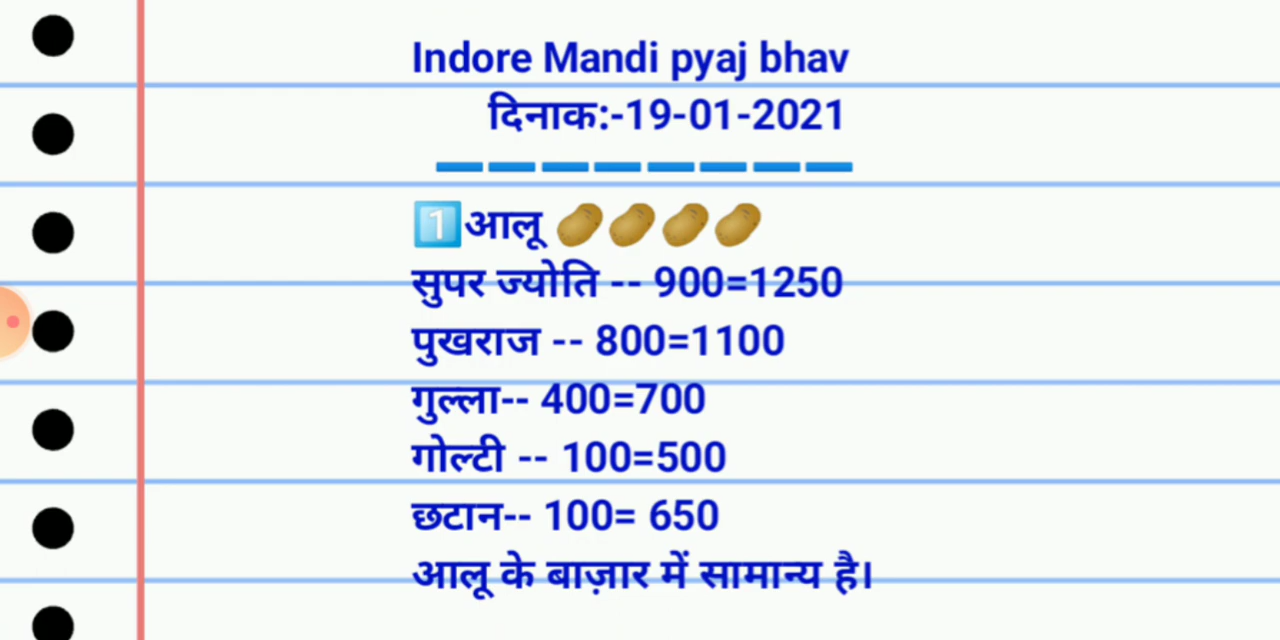 Indore Mandi pyaj bhav
दिनाक:-19-01-2021
1️⃣आलू 🥔🥔🥔🥔
सुपर ज्योति -- 900=1250
पुखराज -- 800=1100
गुल्ला-- 400=700
गोल्टी -- 100=500
छटान-- 100= 650
आलू के बाज़ार में सामान्य है।